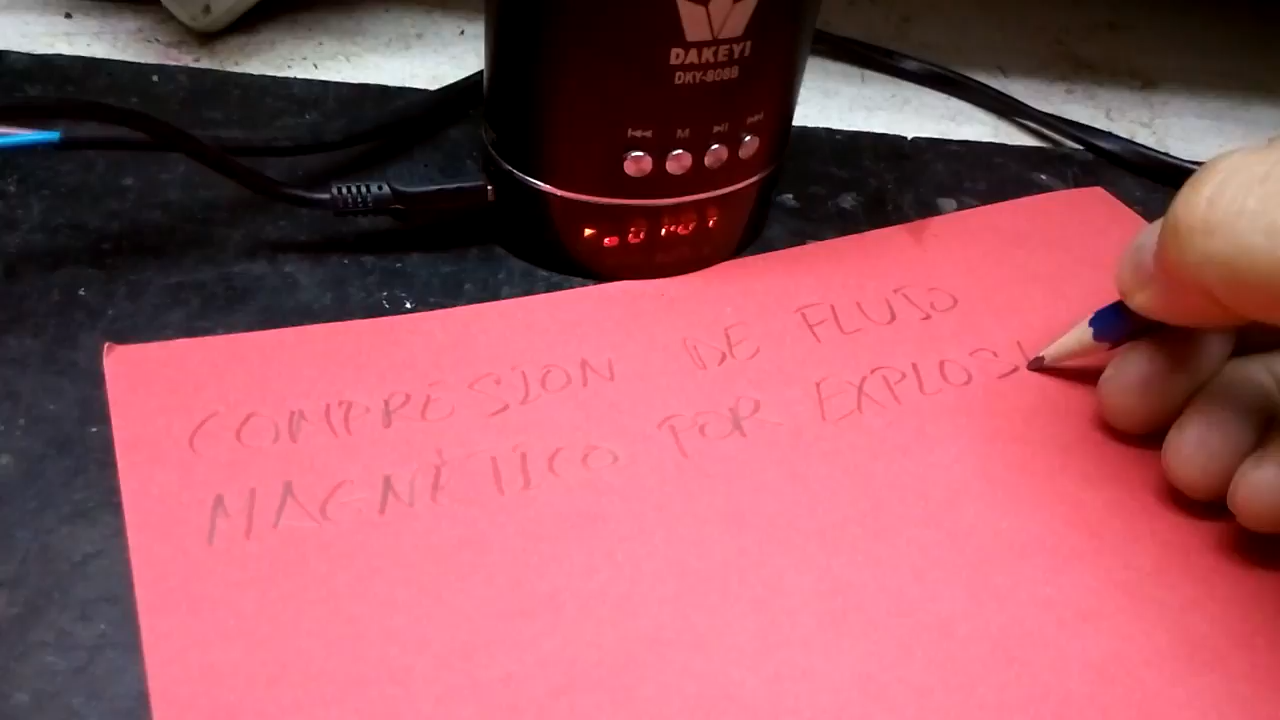 DAKEYI
DKY-808B
M
COMPRESION DE FLUJO
MAGNETICO POR EXPLOSI